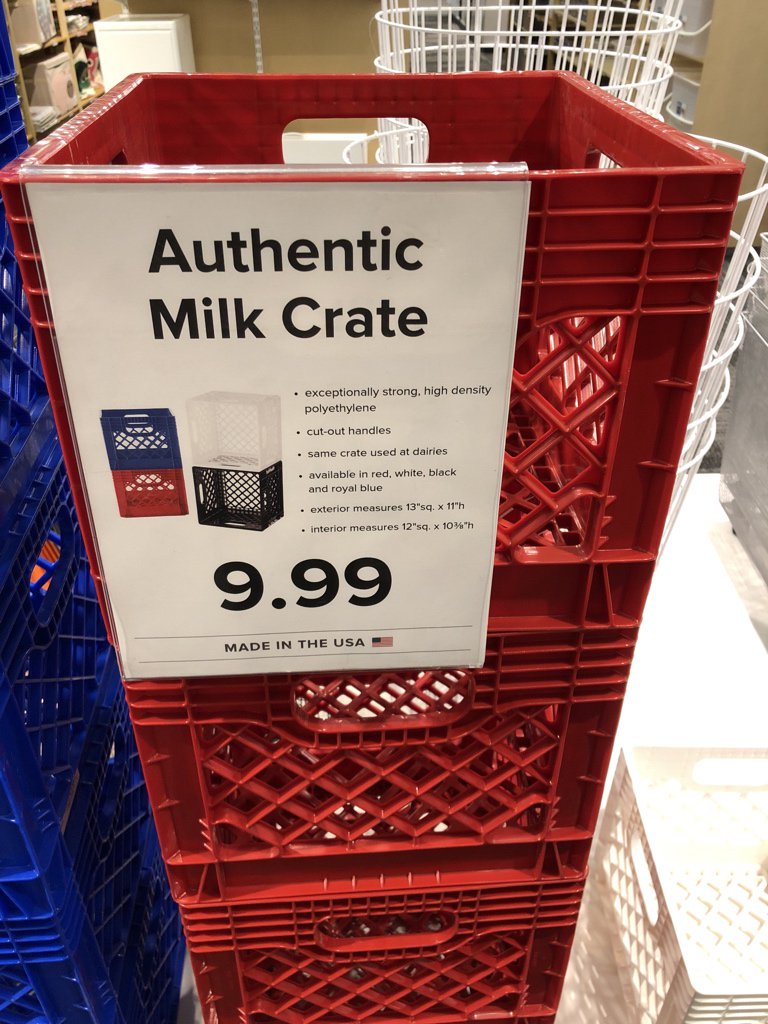 Authentic
Milk Crate
• exceptionally strong, high density
polyethylene
• cut-out handles
• same crate used at dairies
• available in red, white, black
and royal blue
• exterior measures 13"sq. x 11"h
• interior measures 12"sq. x 10⅜"h
9.99
MADE IN THE USA